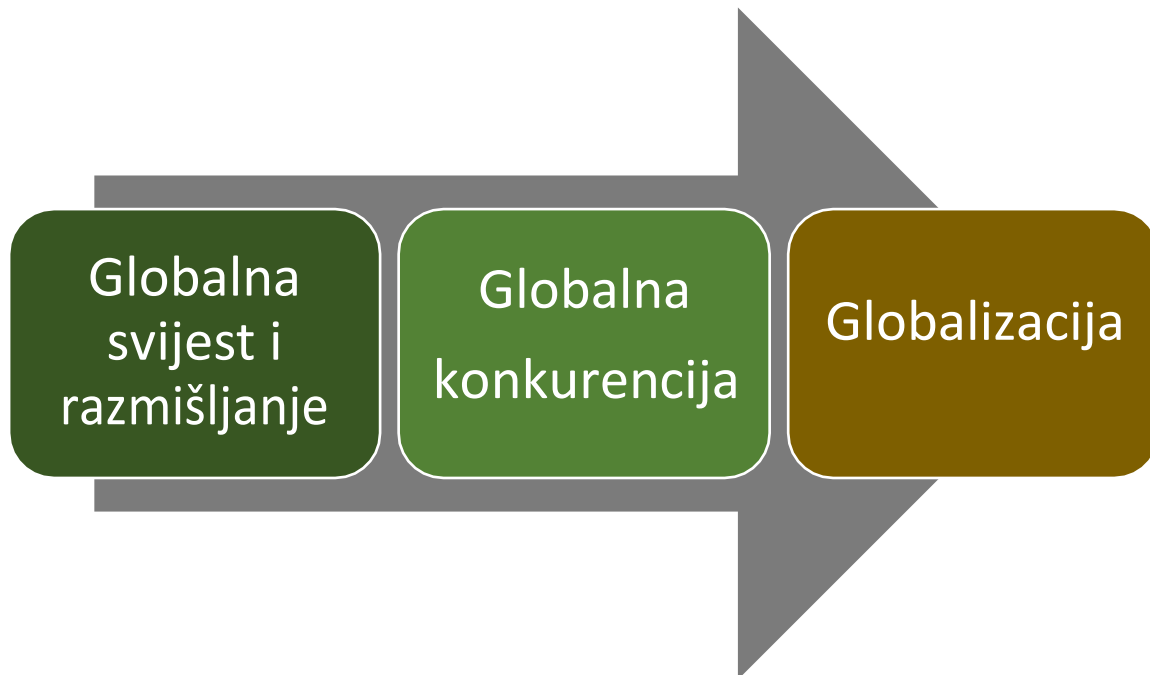 Globalna
svijest i
razmišljanje
Globalna
konkurencija
Globalizacija